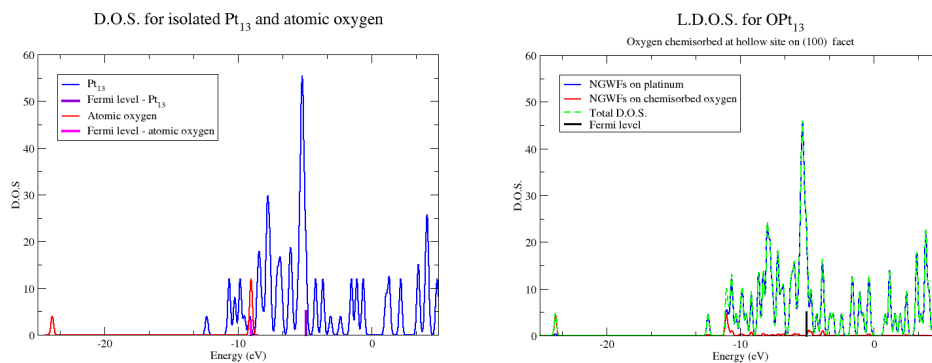 D.O.S. for isolated Pt13 and atomic oxygen
60
50
40
30
20
10
0
D.O.S
Pt13
Fermi level - Pt13
Atomic oxygen
Fermi level - atomic oxygen
-20
-10
0
Energy (eV)
L.D.O.S. for OPt13
Oxygen chemisorbed at hollow site on (100) facet
60
50
40
30
20
10
0
D.O.S.
NGWFs on platinum
NGWFs on chemisorbed oxygen
Total D.O.S.
Fermi level
-20
-10
0
Energy (eV)